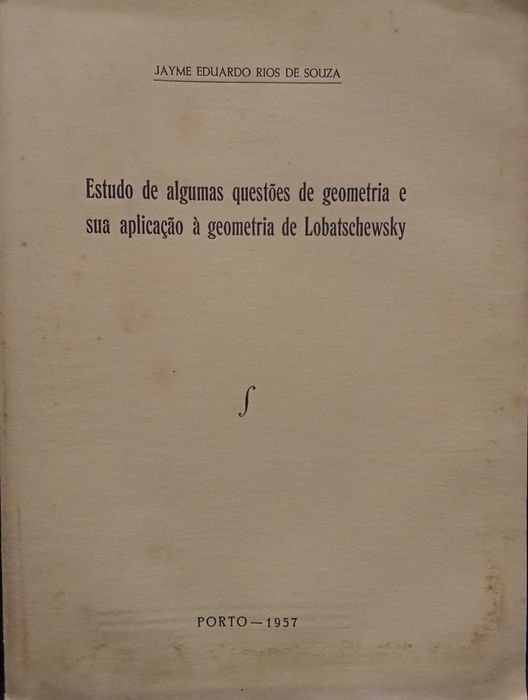 JAYME EDUARDO RIOS DE SOUZA
Estudo de algumas questões de geometria e
sua aplicação à geometria de Lobatschewsky
∫
PORTO — 1957